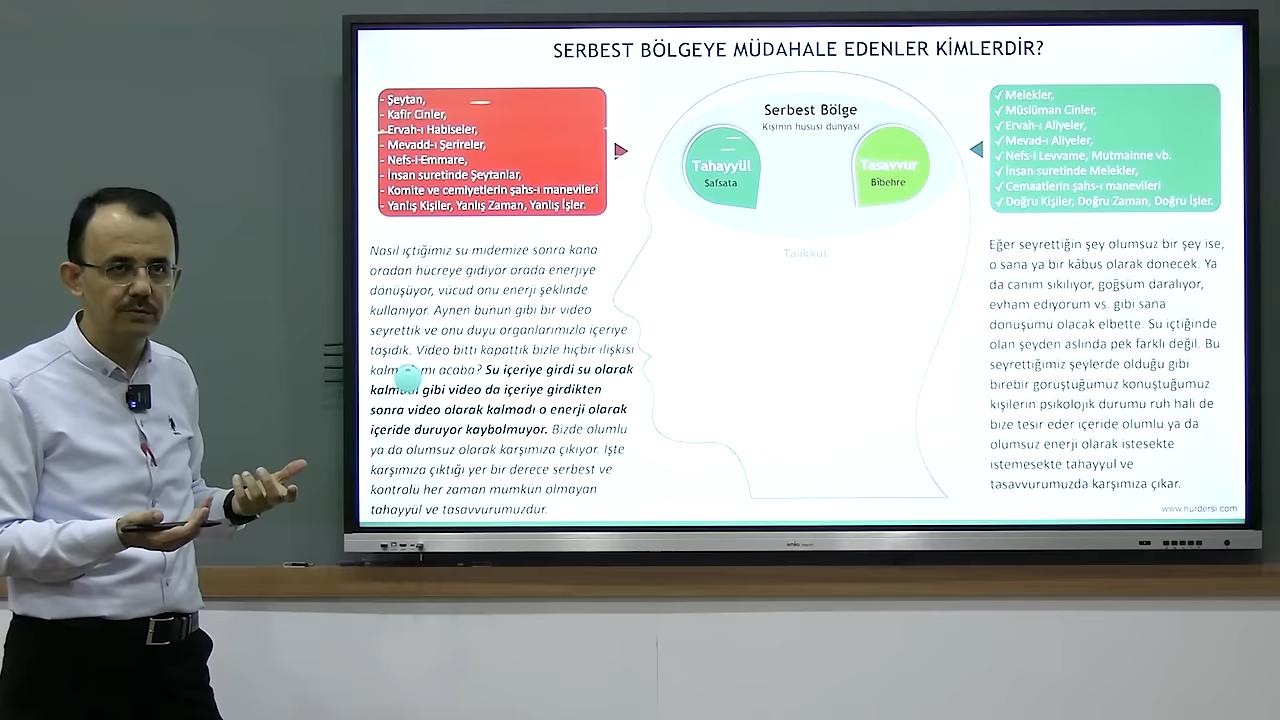 SERBEST BÖLGEYE MÜDAHALE EDENLER KİMLERDİR?
- Şeytan,
- Kafir Cinler,
- Ervah-ı Habiseler,
- Mevadd-ı Şerireler,
- Nefs-i Emmare,
- İnsan suretinde Şeytanlar,
- Komite ve cemiyetlerin şahs-ı manevileri
- Yanlış Kişiler, Yanlış Zaman, Yanlış İşler.
Serbest Bölge
Kişinin hususi dünyası
Tahayyül
Safsata
Tasavvur
Bîbehre
Taakkul
✓ Melekler,
✓ Müslüman Cinler,
✓ Ervah-ı Aliyeler,
✓ Mevad-ı Aliyeler,
✓ Nefs-i Levvame, Mutmainne vb.
✓ İnsan suretinde Melekler,
✓ Cemaatlerin şahs-ı manevileri
✓ Doğru Kişiler, Doğru Zaman, Doğru İşler.
Nasıl içtiğimiz su midemize sonra kana
oradan hücreye gidiyor orada enerjiye
dönüşüyor, vücud onu enerji şeklinde
kullanıyor. Aynen bunun gibi bir video
seyrettik ve onu duyu organlarımızla içeriye
taşıdık. Video bitti kapattık bizle hiçbir ilişkisi
acaba? Su içeriye girdi su olarak
gibi video da içeriye girdikten
sonra video olarak kalmadı o enerji olarak
içeride duruyor kaybolmuyor. Bizde olumlu
ya da olumsuz olarak karşımıza çıkıyor. İşte
karşımıza çıktığı yer bir derece serbest ve
kontrolü her zaman mümkün olmayan
tahayyül ve tasavvurumuzdur.
Eğer seyrettiğin şey olumsuz bir şey ise,
o sana ya bir kâbus olarak dönecek. Ya
da canım sıkılıyor, göğsüm daralıyor,
evham ediyorum vs. gibi sana
dönüşümü olacak elbette. Su içtiğinde
olan şeyden aslında pek farklı değil. Bu
seyrettiğimiz şeylerde olduğu gibi
birebir görüştüğümüz konuştuğumuz
kişilerin psikolojik durumu ruh hali de
bize tesir eder içeride olumlu ya da
olumsuz enerji olarak istesekte
istemesekte tahayyül ve
tasavvurumuzda karşımıza çıkar.
www.nurdersi.com